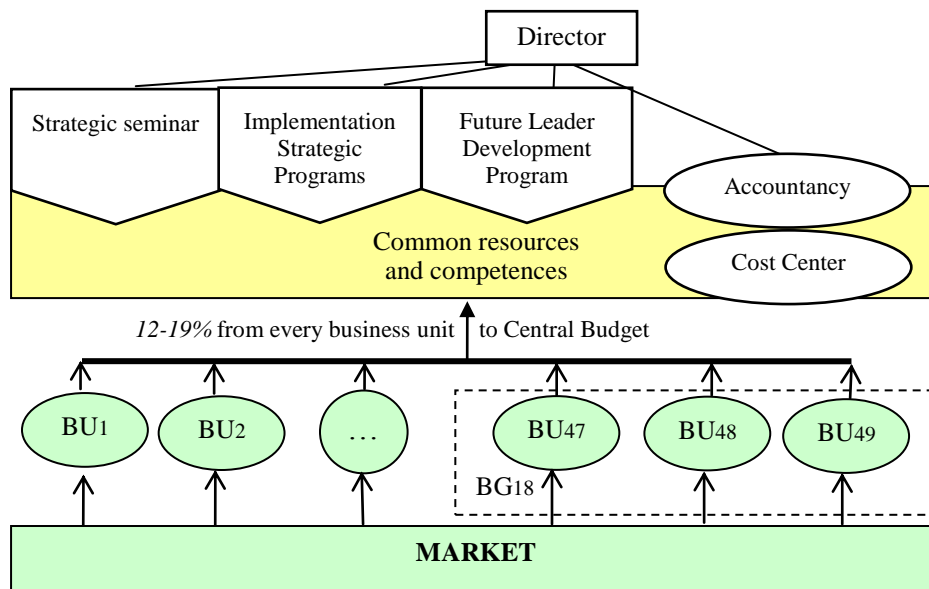 Director
Strategic seminar
Implementation
Strategic
Programs
Future Leader
Development
Program
Accountancy
Common resources
and competences
Cost Center
12-19% from every business unit to Central Budget
BU1
BU2
…
BU47
BU48
BU49
BG18
MARKET